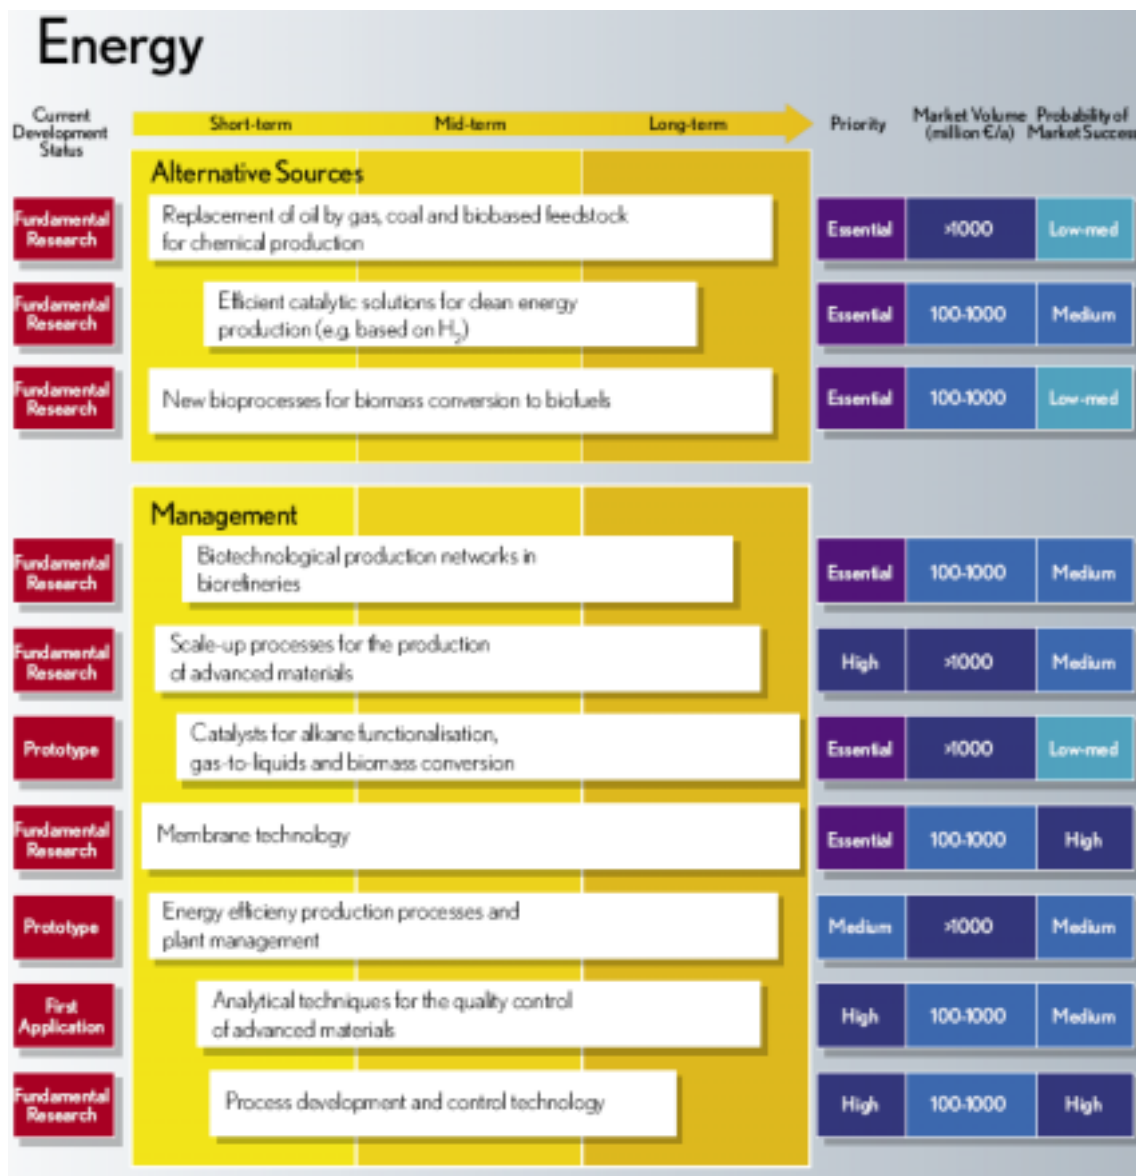 Energy
Current
Development
Status
Short-term
Mid-term
Long-term
Priority
Market Volume
(million €/a)
Probability of
Market Success
Alternative Sources
Fundamental
Research
Replacement of oil by gas, coal and biobased feedstock
for chemical production
Essential
>1000
Low-med
Fundamental
Research
Efficient catalytic solutions for clean energy
production (e.g. based on H₂)
Essential
100-1000
Medium
Fundamental
Research
New bioprocesses for biomass conversion to biofuels
Essential
100-1000
Low-med
Management
Fundamental
Research
Biotechnological production networks in
biorefineries
Essential
100-1000
Medium
Fundamental
Research
Scale-up processes for the production
of advanced materials
High
>1000
Medium
Prototype
Catalysts for alkane functionalisation,
gas-to-liquids and biomass conversion
Essential
>1000
Low-med
Fundamental
Research
Membrane technology
Essential
100-1000
High
Prototype
Energy efficieny production processes and
plant management
Medium
>1000
Medium
First
Application
Analytical techniques for the quality control
of advanced materials
High
100-1000
Medium
Fundamental
Research
Process development and control technology
High
100-1000
High